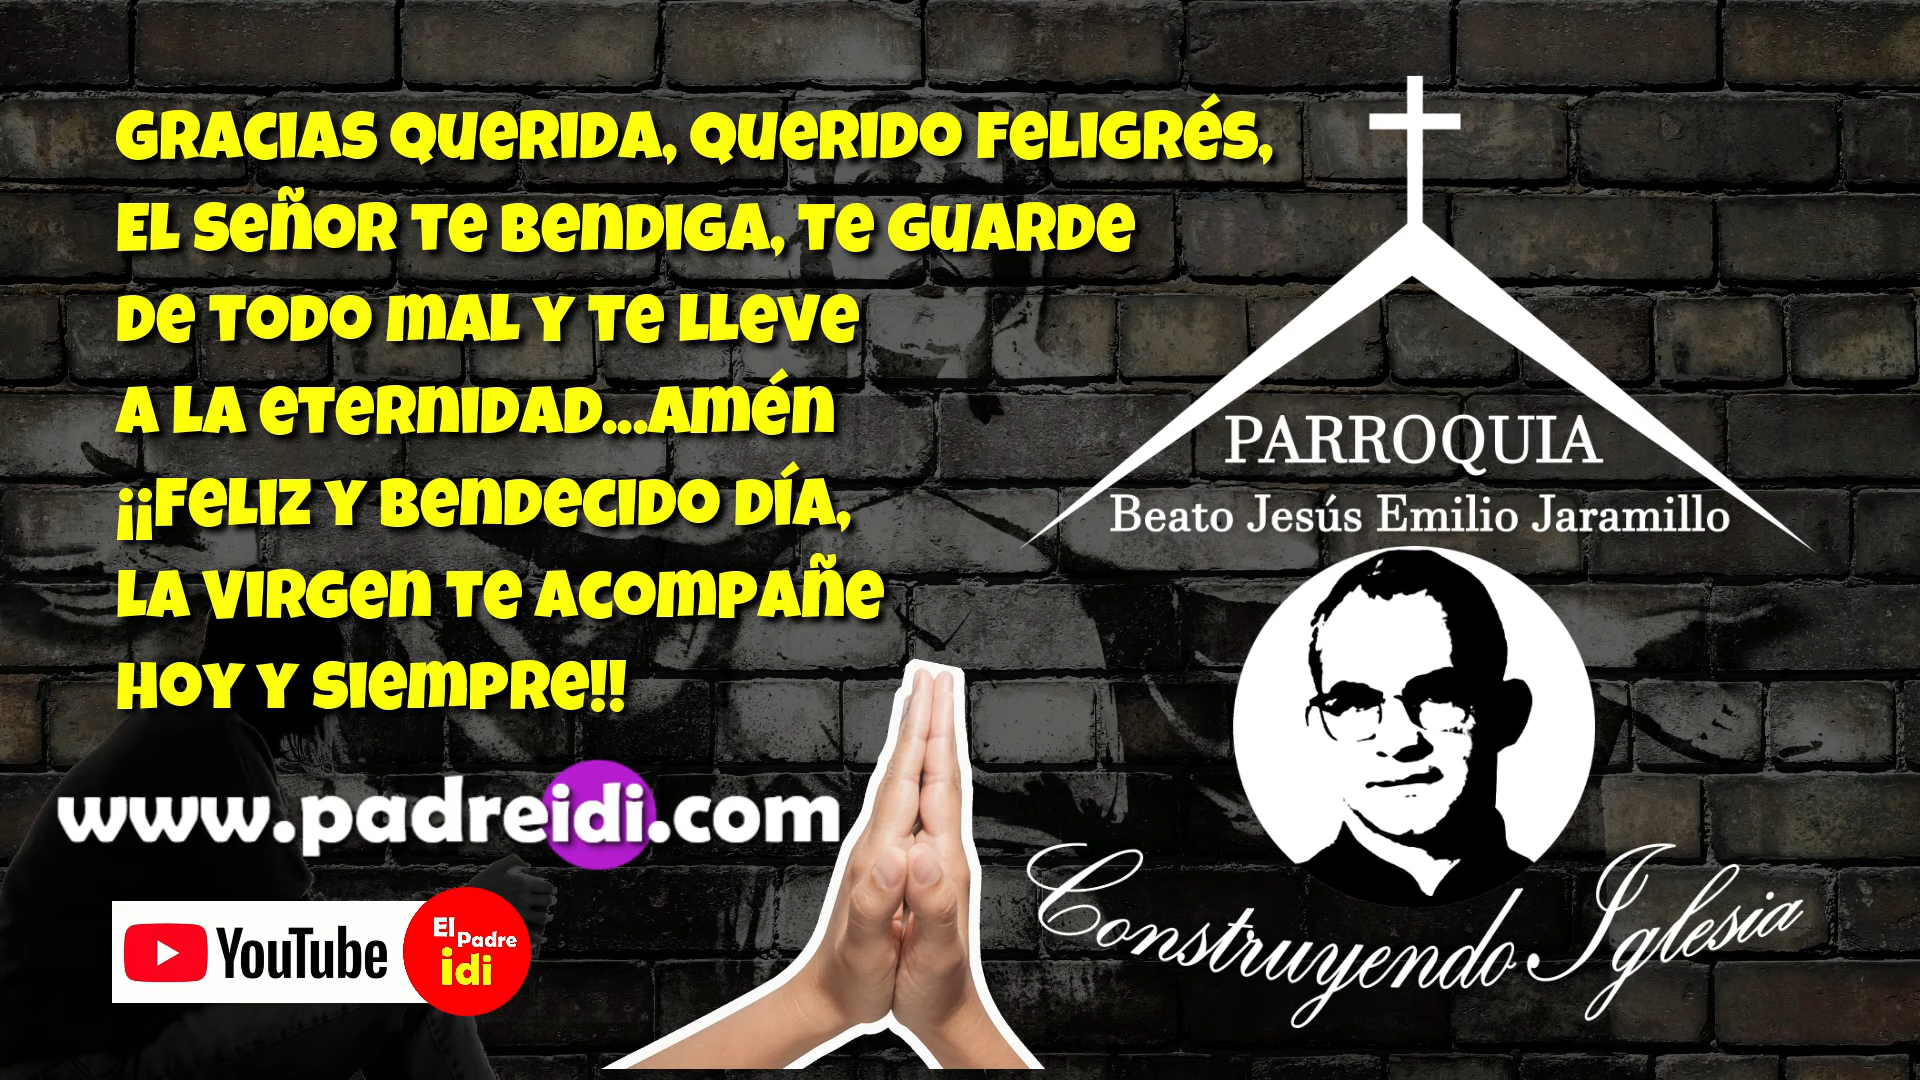 GRACIAS QUERIDA, QUERIDO FELIGRÉS,
EL SEÑOR TE BENDIGA, TE GUARDE
DE TODO MAL Y TE LLEVE
A LA ETERNIDAD...AMÉN
¡¡FELIZ Y BENDECIDO DÍA,
LA VIRGEN TE ACOMPAÑE
HOY Y SIEMPRE!!
www.padreidi.com
YouTube
El Padre
idi
PARROQUIA
Beato Jesús Emilio Jaramillo
Construyendo Iglesia